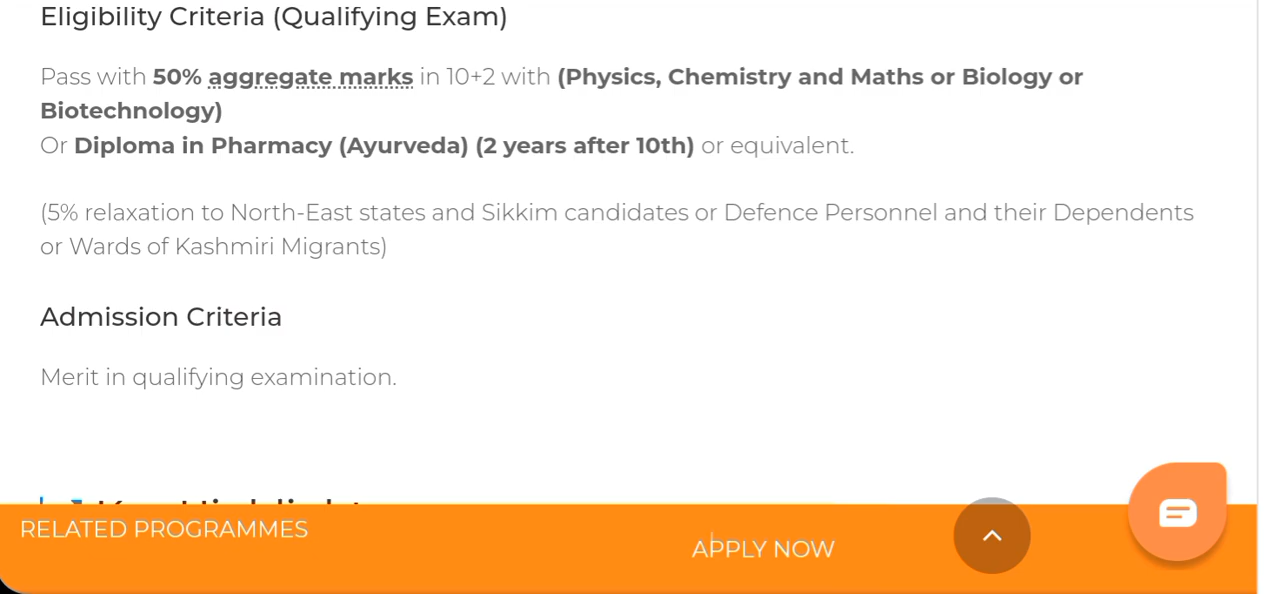 Eligibility Criteria (Qualifying Exam)
Pass with 50% aggregate marks in 10+2 with (Physics, Chemistry and Maths or Biology or
Biotechnology)
Or Diploma in Pharmacy (Ayurveda) (2 years after 10th) or equivalent.
(5% relaxation to North-East states and Sikkim candidates or Defence Personnel and their Dependents
or Wards of Kashmiri Migrants)
Admission Criteria
Merit in qualifying examination.
RELATED PROGRAMMES
APPLY NOW